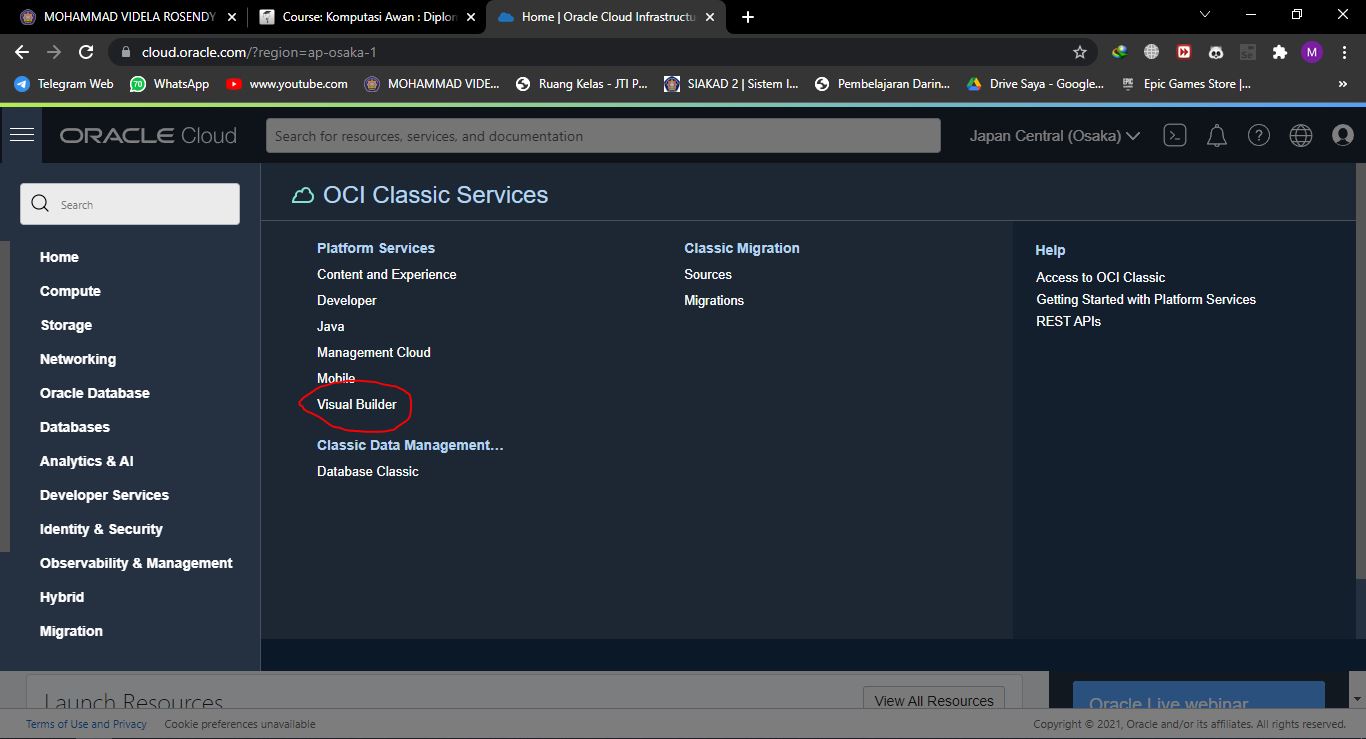 MOHAMMAD VIDELA ROSENDY
Course: Komputasi Awan : Diplon
Home | Oracle Cloud Infrastructu
cloud.oracle.com/?region=ap-osaka-1
M
Telegram Web
70
WhatsApp
www.youtube.com
MOHAMMAD VIDE...
Ruang Kelas - JTI P...
SIAKAD 2 | Sistem I...
Pembelajaran Darin...
Drive Saya - Google...
Epic Games Store |...
»
ORACLE Cloud
Search for resources, services, and documentation
Japan Central (Osaka)
Search
Home
Compute
Storage
Networking
Oracle Database
Databases
Analytics & AI
Developer Services
Identity & Security
Observability & Management
Hybrid
Migration
OCI Classic Services
Platform Services
Content and Experience
Developer
Java
Management Cloud
Mobile
Visual Builder
Classic Data Management...
Database Classic
Classic Migration
Sources
Migrations
Help
Access to OCI Classic
Getting Started with Platform Services
REST APIs
Launch Resources
View All Resources
Oracle Live webinar
Terms of Use and Privacy
Cookie preferences unavailable
Copyright © 2021, Oracle and/or its affiliates. All rights reserved.